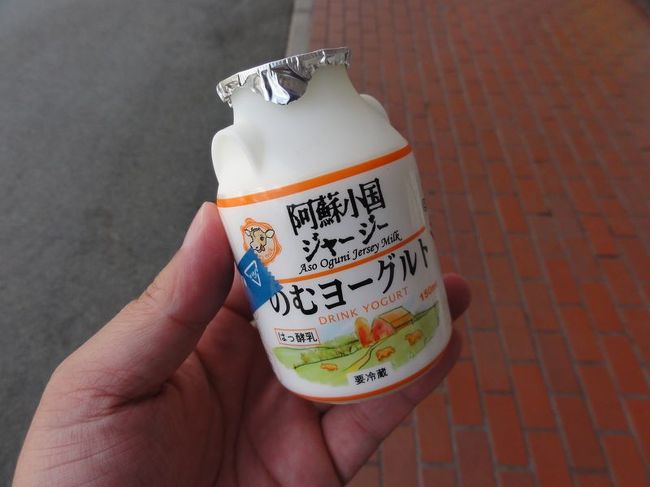 阿蘇小国
ジャージー
Aso Oguni Jersey Milk
のむヨーグルト
DRINK YOGURT
150ml
はっ酵乳
要冷蔵